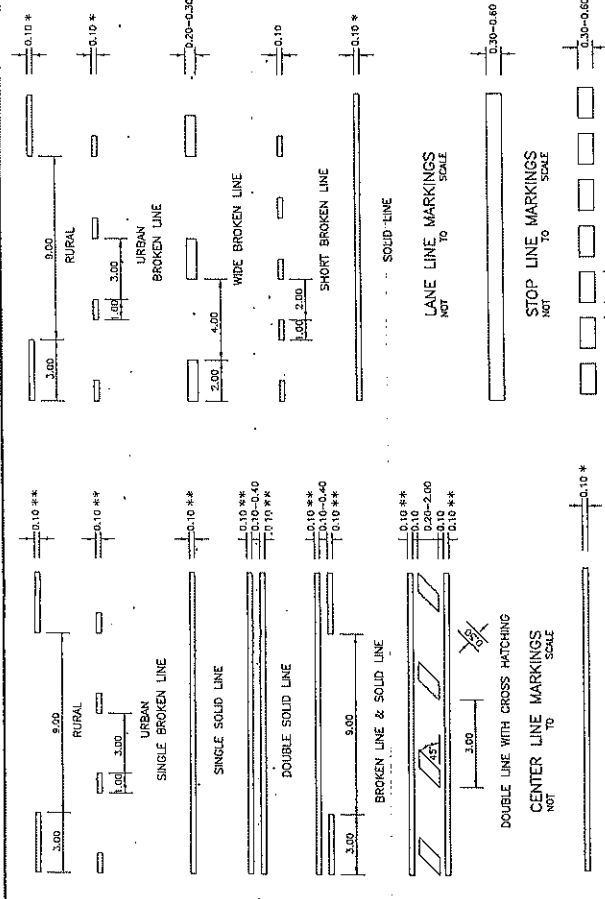 0.10 **
3.00
9.00
RURAL
0.10 **
1.00
3.00
URBAN
SINGLE BROKEN LINE
0.10 **
SINGLE SOLID LINE
0.10 **
0.10-0.40
0.10 **
DOUBLE SOLID LINE
0.10 **
0.10-0.40
0.10 **
3.00
9.00
BROKEN LINE & SOLID LINE
0.10 **
0.10
0.20-2.00
0.10
0.10 **
45°
3.00
0.50
DOUBLE LINE WITH CROSS HATCHING
CENTER LINE MARKINGS
NOT TO SCALE
0.10 *
0.10 *
3.00
9.00
RURAL
0.10 *
1.00
3.00
URBAN
BROKEN LINE
0.20-0.30
2.00
4.00
WIDE BROKEN LINE
0.10
1.00
2.00
SHORT BROKEN LINE
0.10 *
SOLID LINE
LANE LINE MARKINGS
NOT TO SCALE
0.30-0.60
STOP LINE MARKINGS
NOT TO SCALE
0.30-0.60